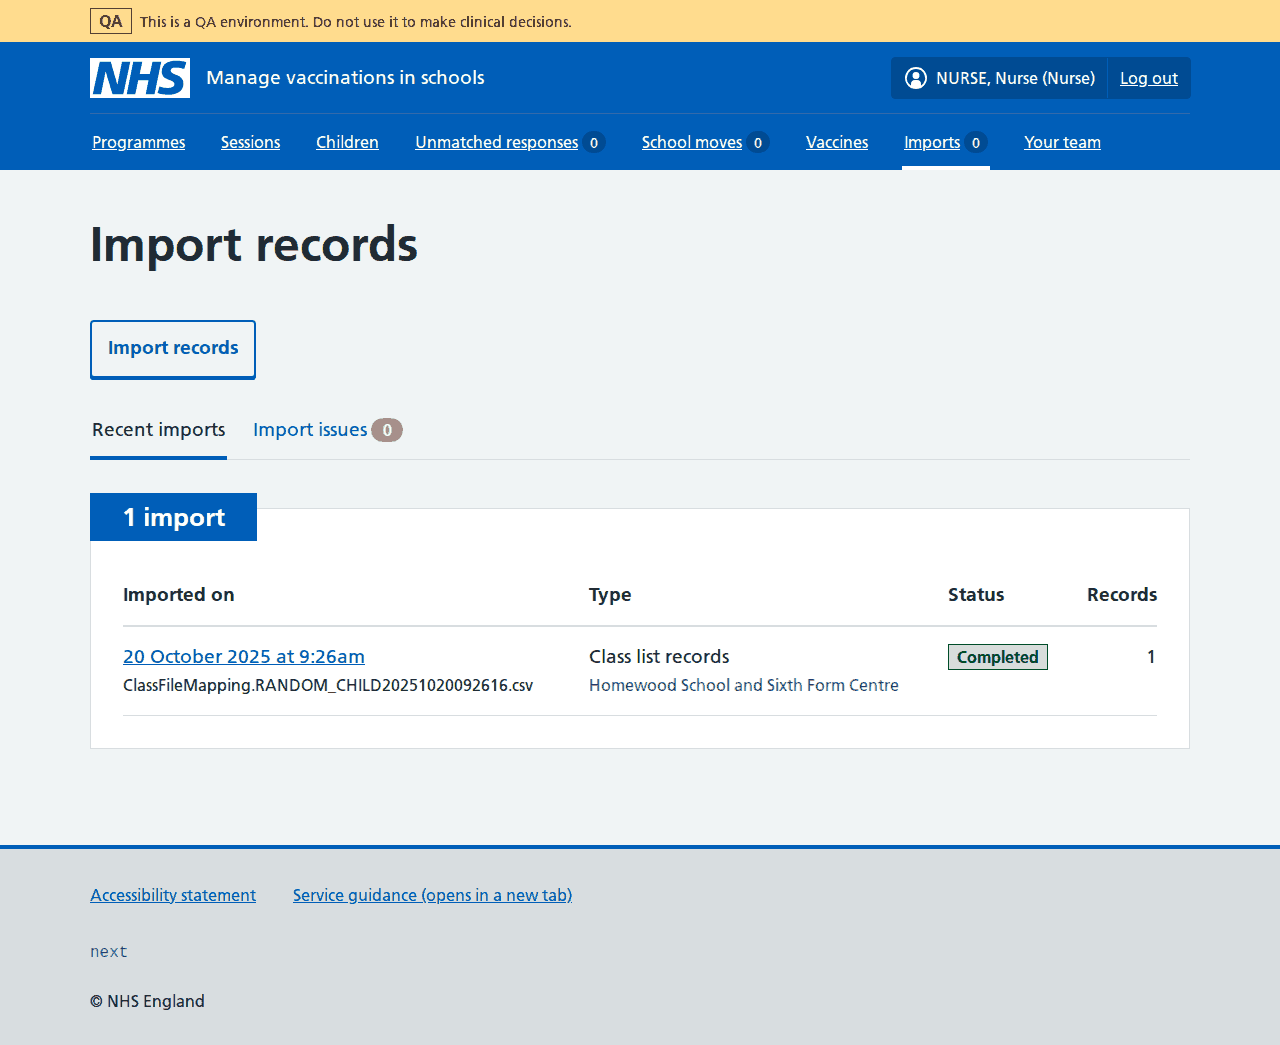 QA This is a QA environment. Do not use it to make clinical decisions.
NHS Manage vaccinations in schools NURSE, Nurse (Nurse) Log out
Programmes Sessions Children Unmatched responses 0 School moves 0 Vaccines Imports 0 Your team
Import records
Import records
Recent imports Import issues 0
1 import
Imported on Type Status Records
20 October 2025 at 9:26am Class list records Completed 1
ClassFileMapping.RANDOM_CHILD20251020092616.csv Homewood School and Sixth Form Centre
Accessibility statement Service guidance (opens in a new tab)
next
© NHS England